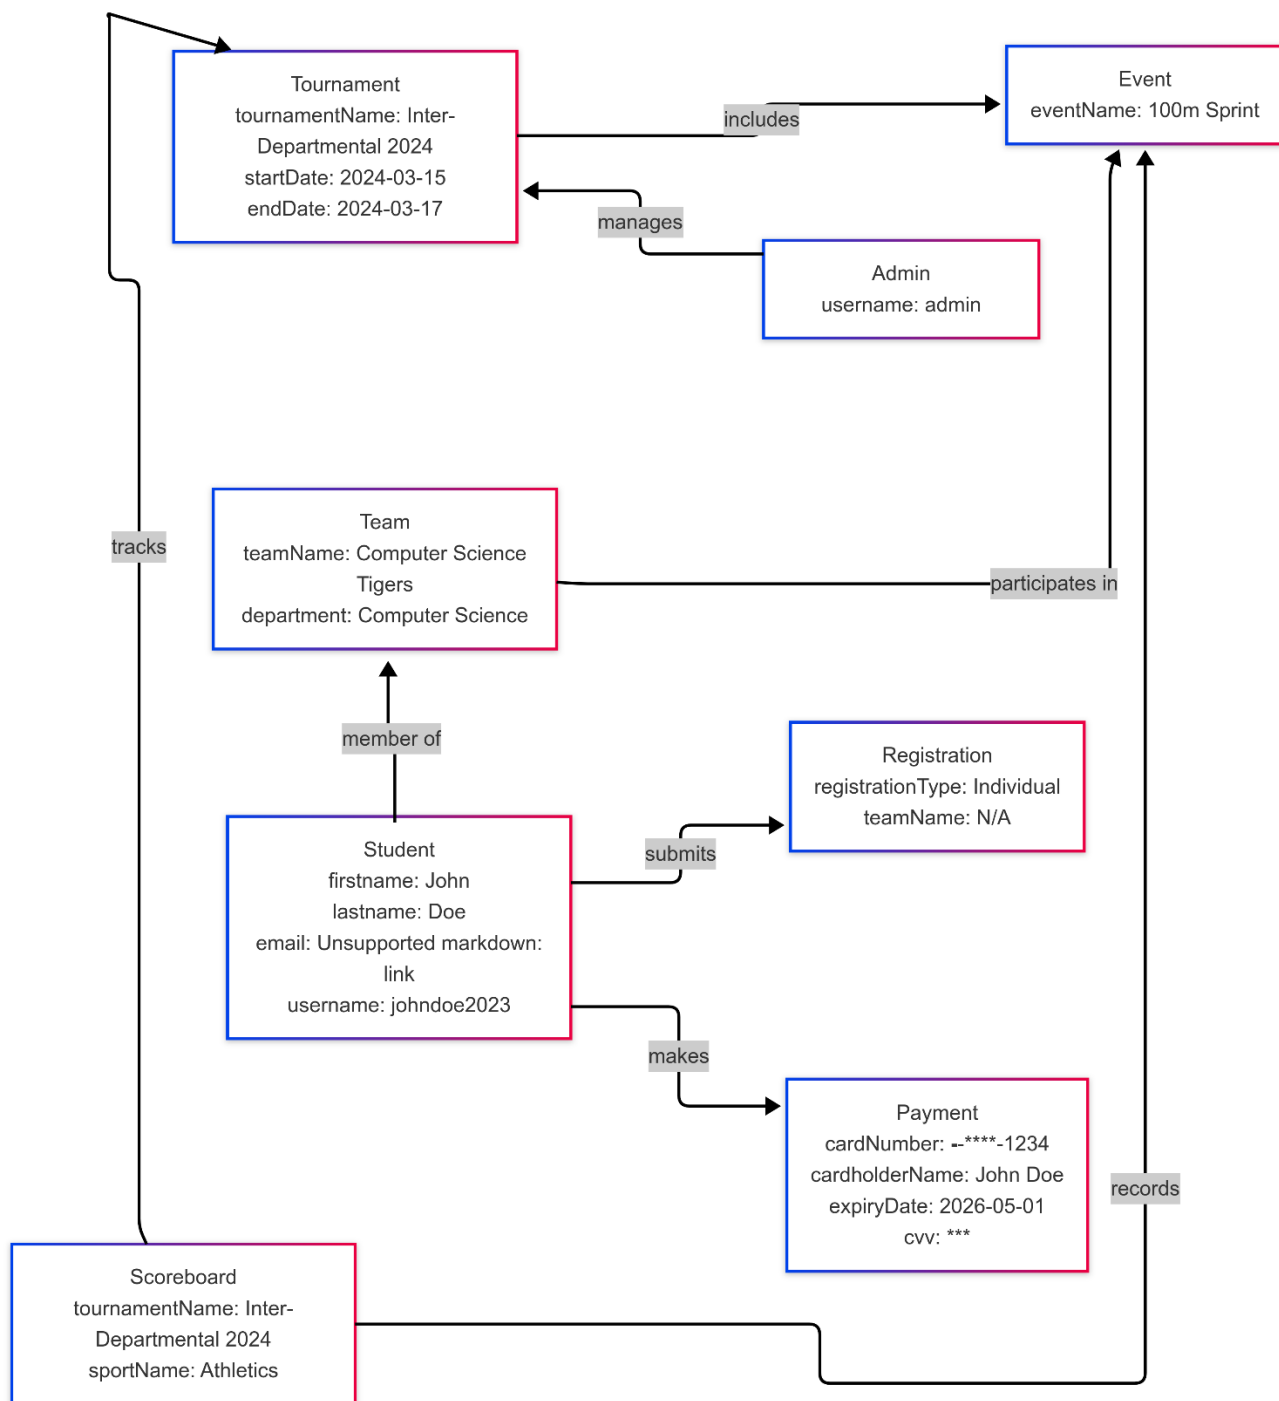 Tournament
tournamentName: Inter-
Departmental 2024
startDate: 2024-03-15
endDate: 2024-03-17
includes
Event
eventName: 100m Sprint
manages
Admin
username: admin
tracks
Team
teamName: Computer Science
Tigers
department: Computer Science
participates in
member of
Registration
registrationType: Individual
teamName: N/A
submits
Student
firstname: John
lastname: Doe
email: Unsupported markdown:
link
username: johndoe2023
makes
Payment
cardNumber: --****-1234
cardholderName: John Doe
expiryDate: 2026-05-01
cvv: ***
records
Scoreboard
tournamentName: Inter-
Departmental 2024
sportName: Athletics